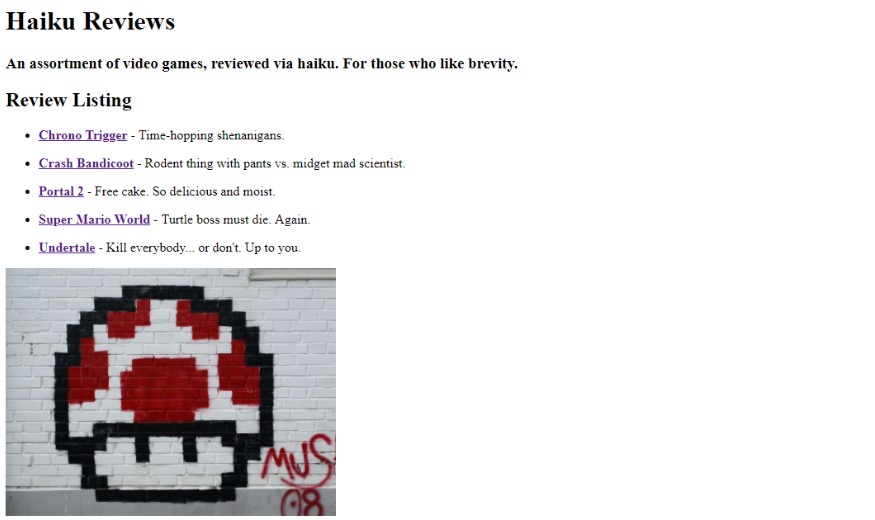 Haiku Reviews
An assortment of video games, reviewed via haiku. For those who like brevity.
Review Listing
Chrono Trigger - Time-hopping shenanigans.
Crash Bandicoot - Rodent thing with pants vs. midget mad scientist.
Portal 2 - Free cake. So delicious and moist.
Super Mario World - Turtle boss must die. Again.
Undertale - Kill everybody... or don't. Up to you.
MUS
08